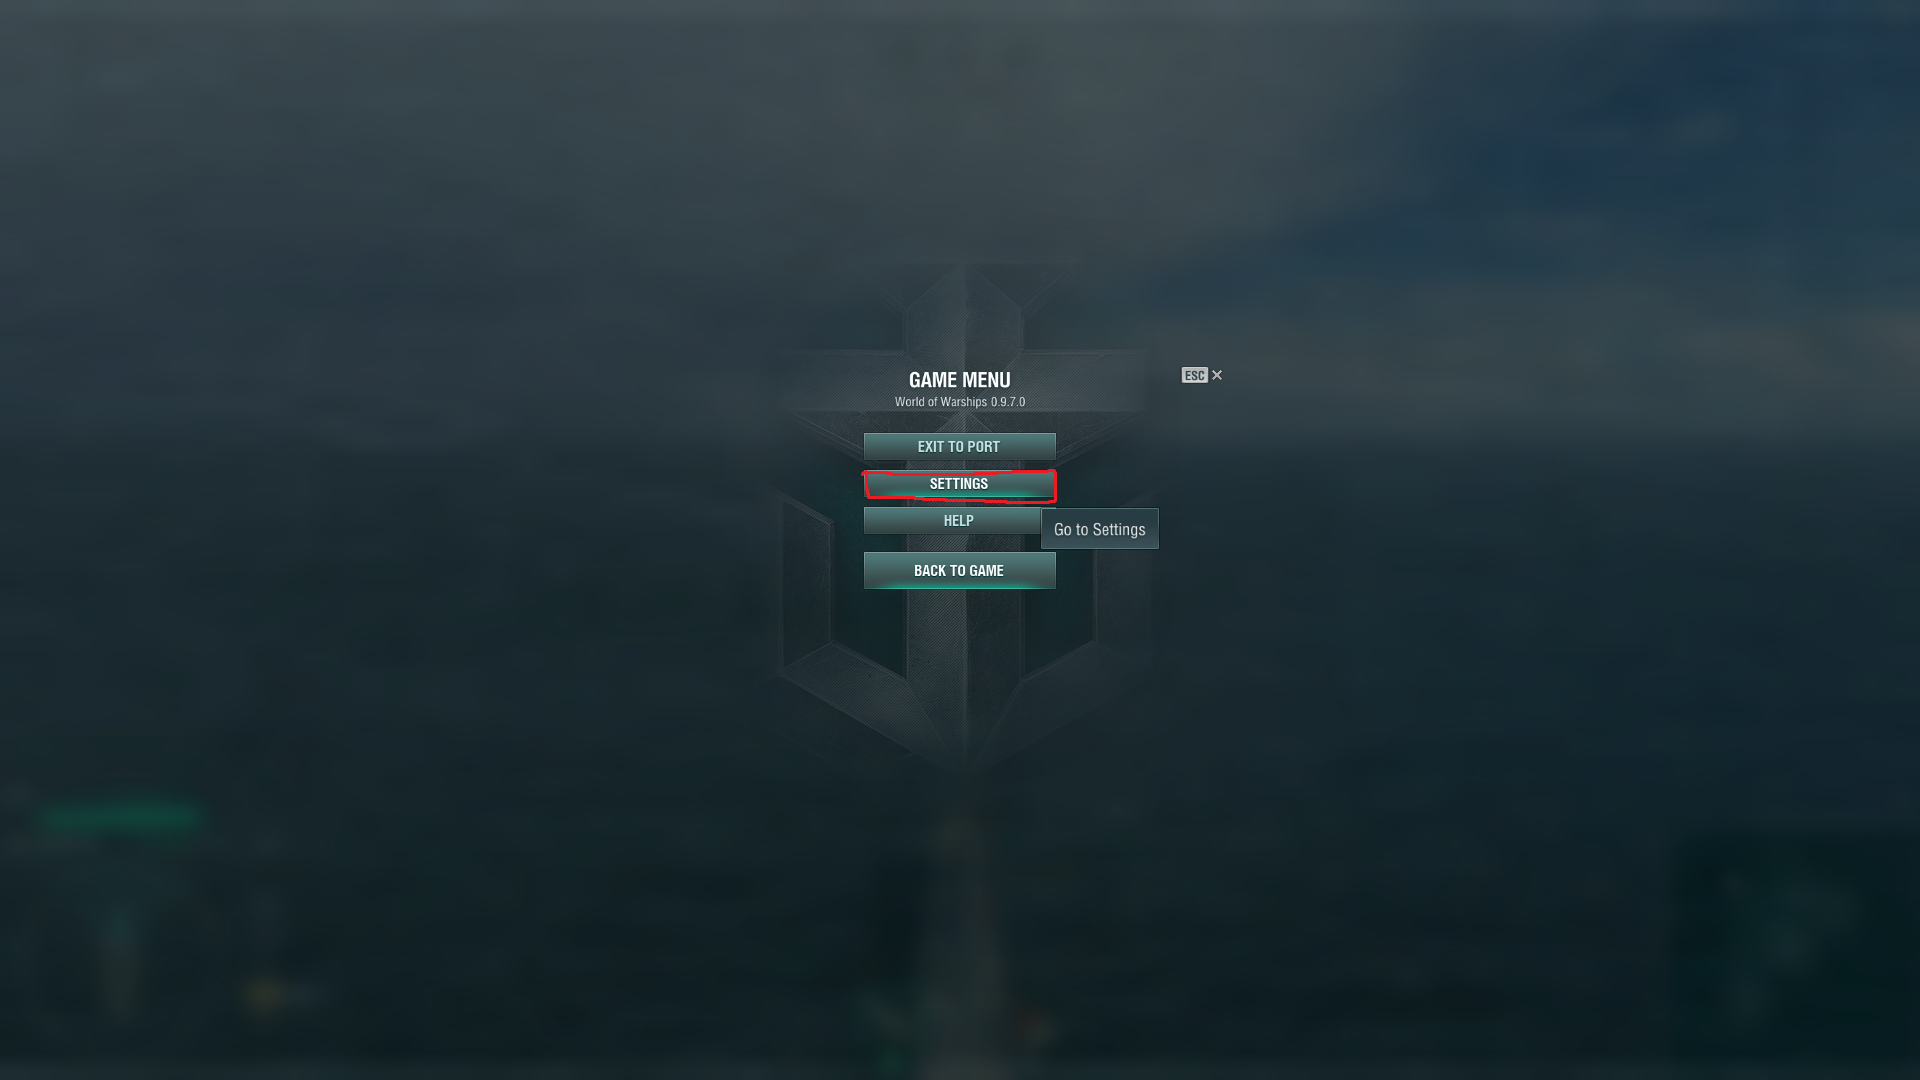 GAME MENU
ESC ×
World of Warships 0.9.7.0
EXIT TO PORT
SETTINGS
HELP
Go to Settings
BACK TO GAME